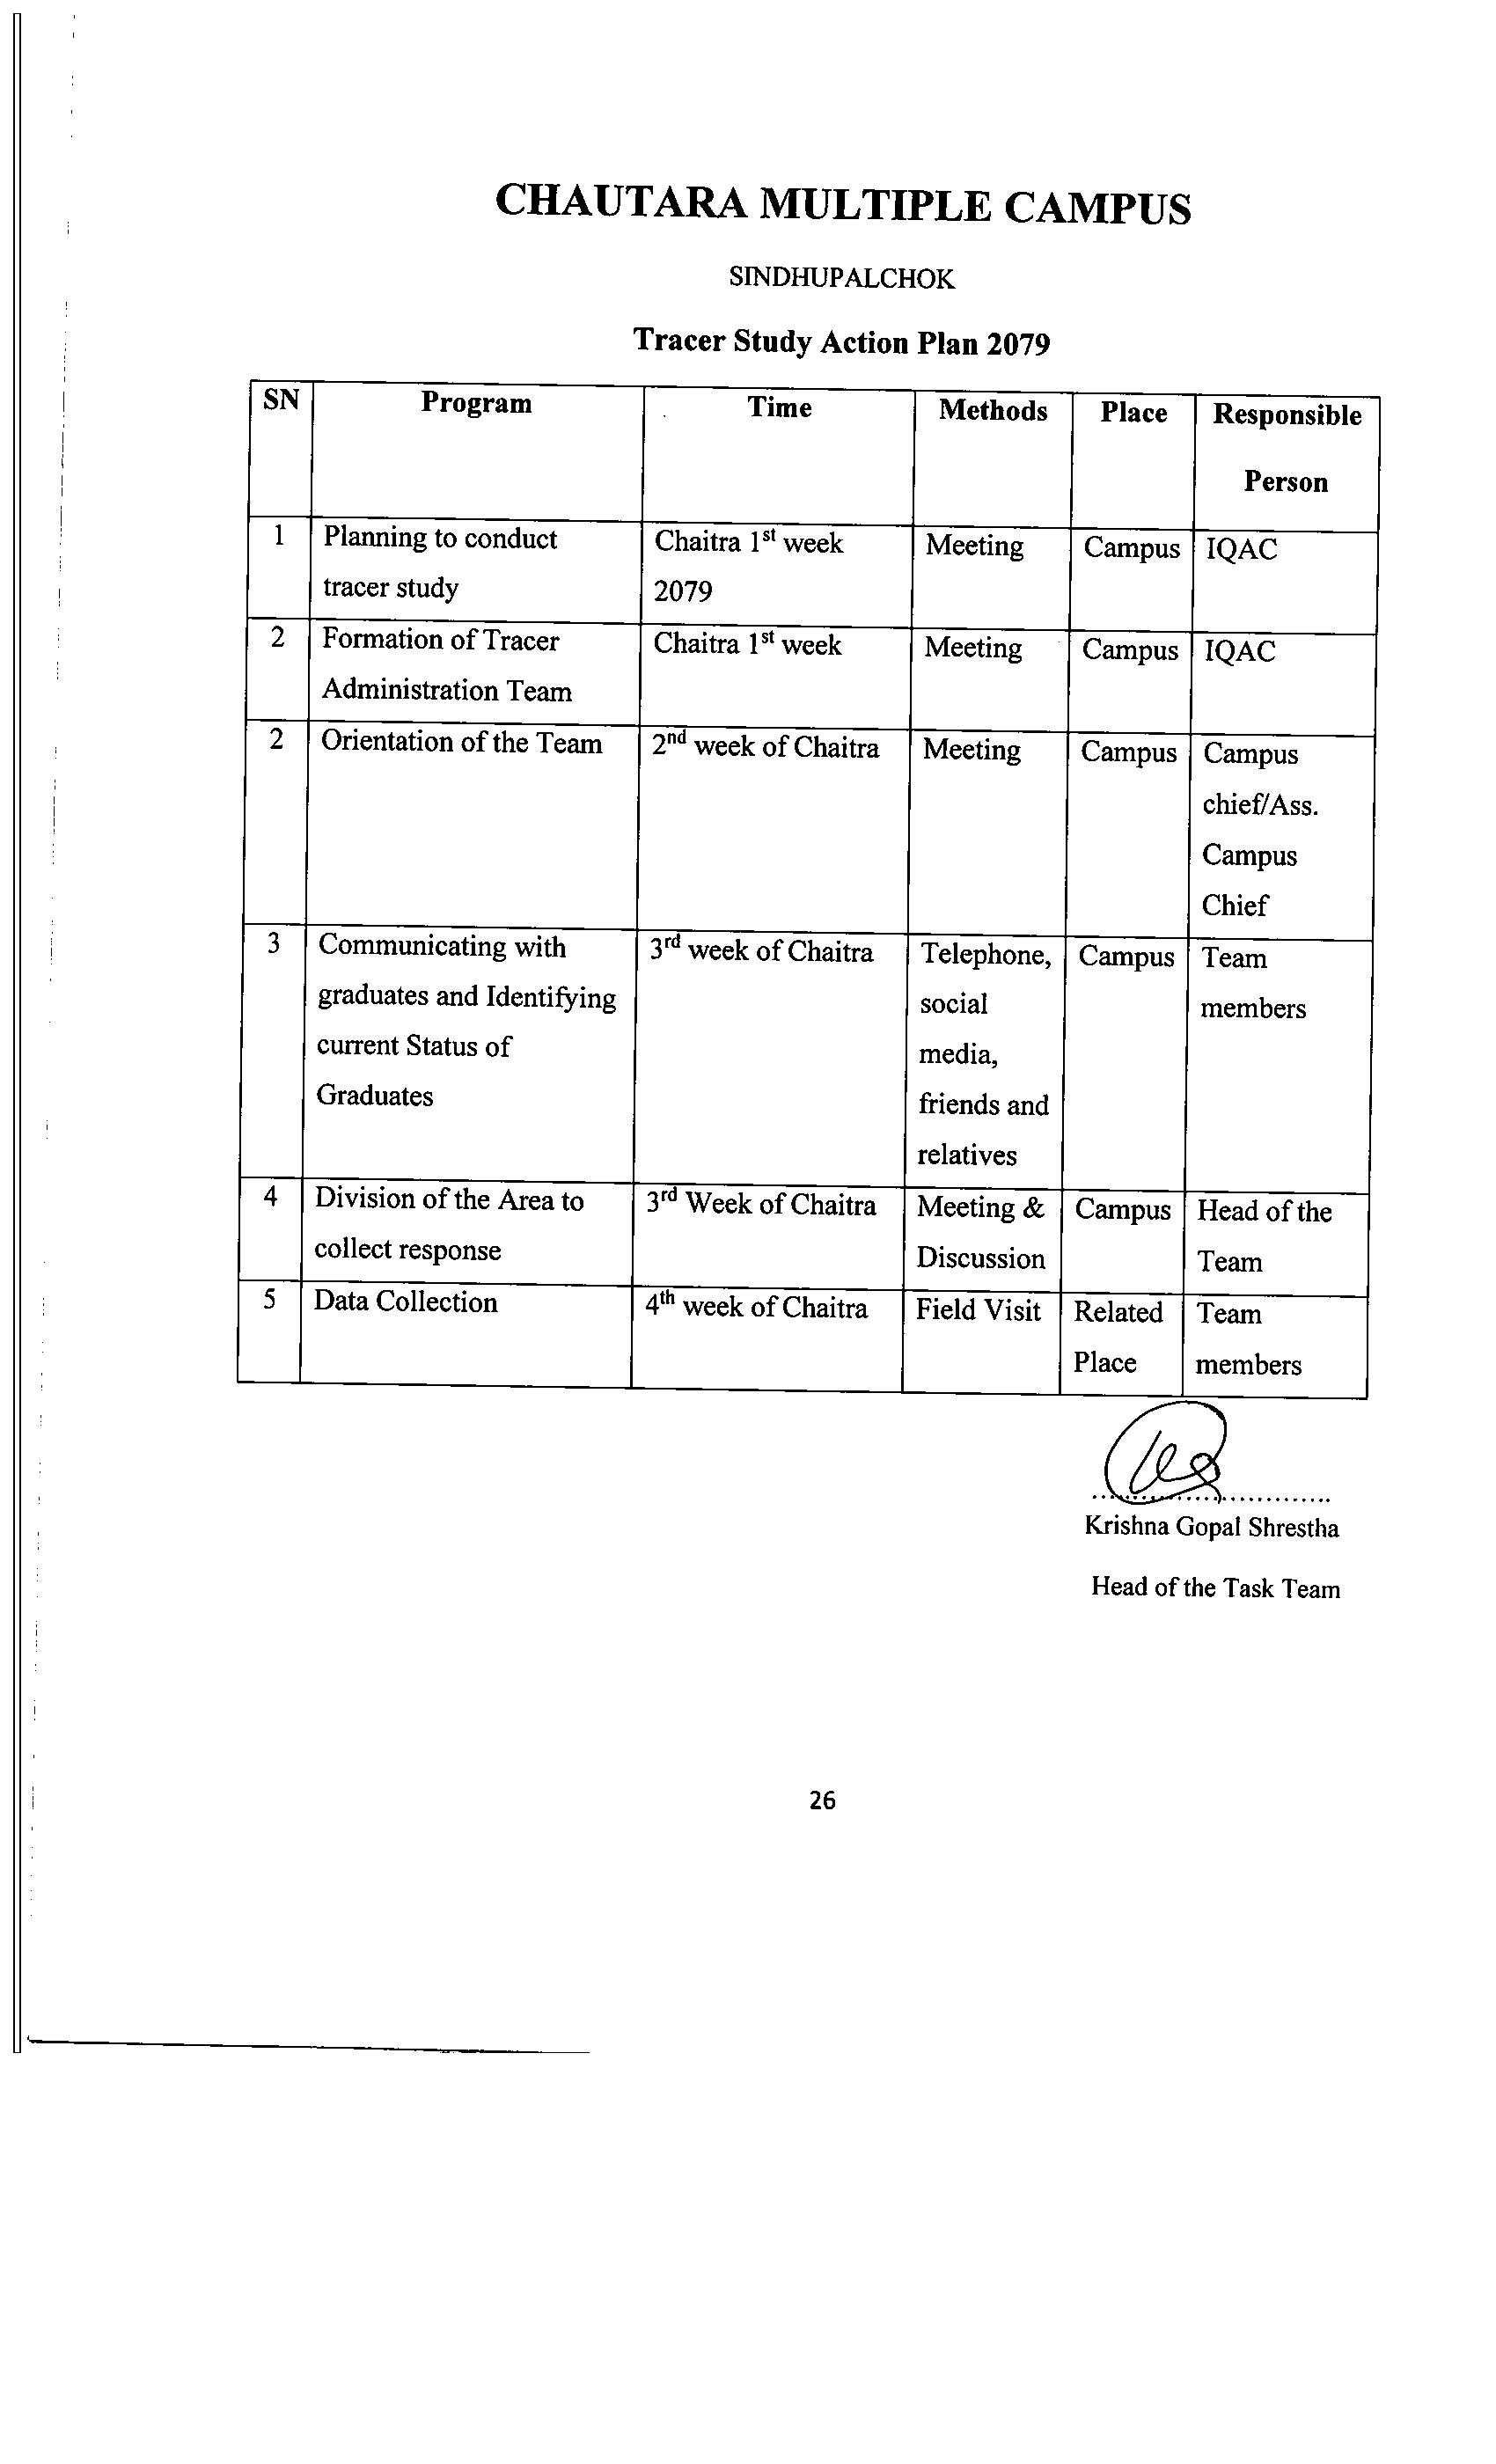 CHAUTARA MULTIPLE CAMPUS
SINDHUPALCHOK
Tracer Study Action Plan 2079
SN Program Time Methods Place Responsible
Person
1 Planning to conduct Chaitra 1st week Meeting Campus IQAC
tracer study 2079
2 Formation of Tracer Chaitra 1st week Meeting Campus IQAC
Administration Team
2 Orientation of the Team 2nd week of Chaitra Meeting Campus Campus
chief/Ass.
Campus
Chief
3 Communicating with 3rd week of Chaitra Telephone, Campus Team
graduates and Identifying social members
current Status of media,
Graduates friends and
relatives
4 Division of the Area to 3rd Week of Chaitra Meeting & Campus Head of the
collect response Discussion Team
5 Data Collection 4th week of Chaitra Field Visit Related Team
Place members
Krishna Gopal Shrestha
Head of the Task Team
26